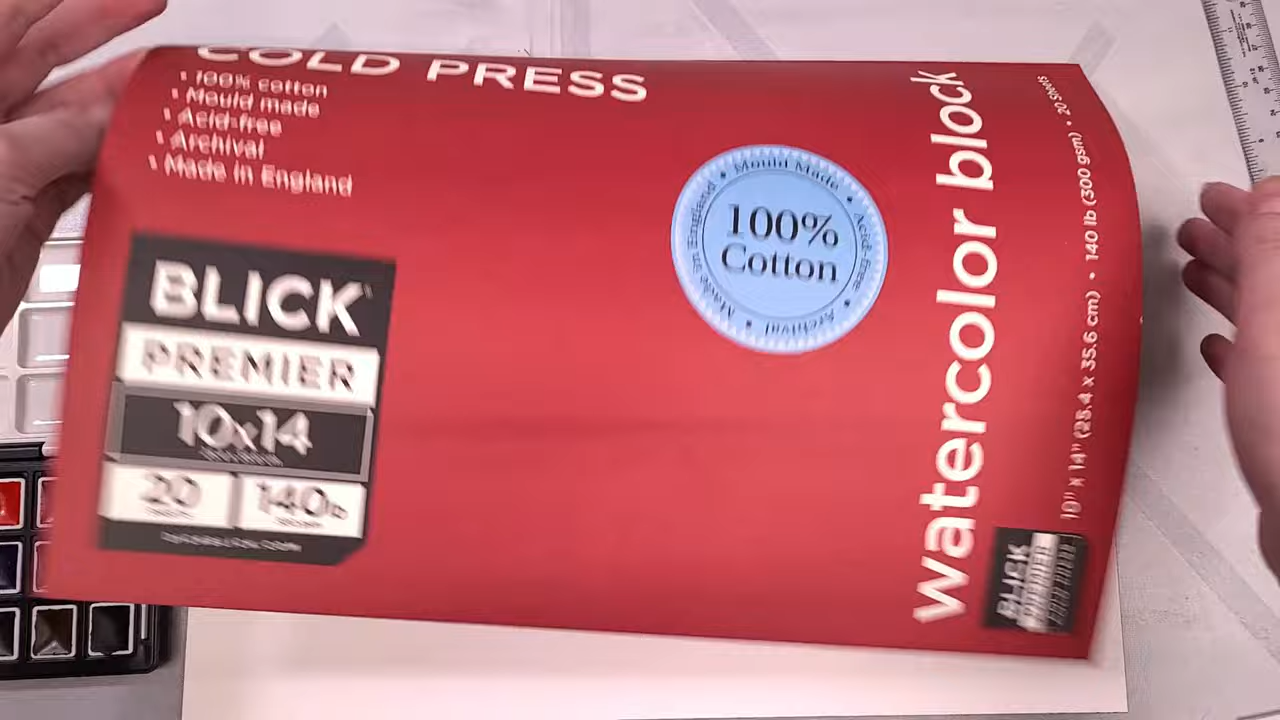 COLD PRESS
• 100% cotton
• Mould made
• Acid-free
• Archival
• Made in England
BLICK
PREMIER
10x14
20
140lb
Mould Made • Acid-free • Archival • Made in England •
100%
Cotton
watercolor block
10" x 14" (25.4 x 35.6 cm) • 140 lb (300 gsm) • 20 Sheets
BLICK
PREMIER